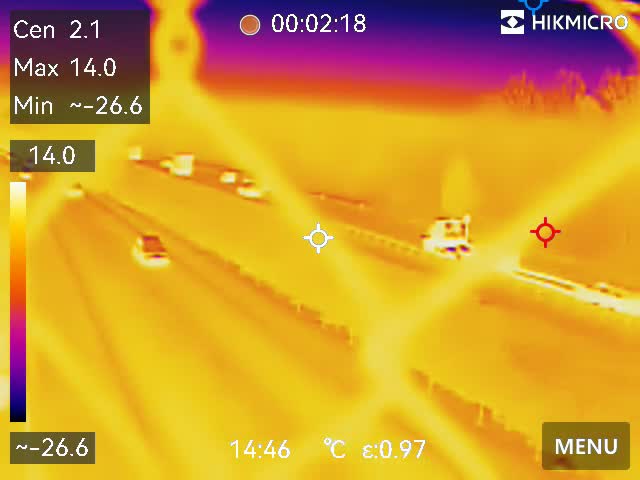 Cen 2.1
Max 14.0
Min ~-26.6
00:02:18
HIKMICRO
14.0
~-26.6
14:46 ℃ ε:0.97
MENU